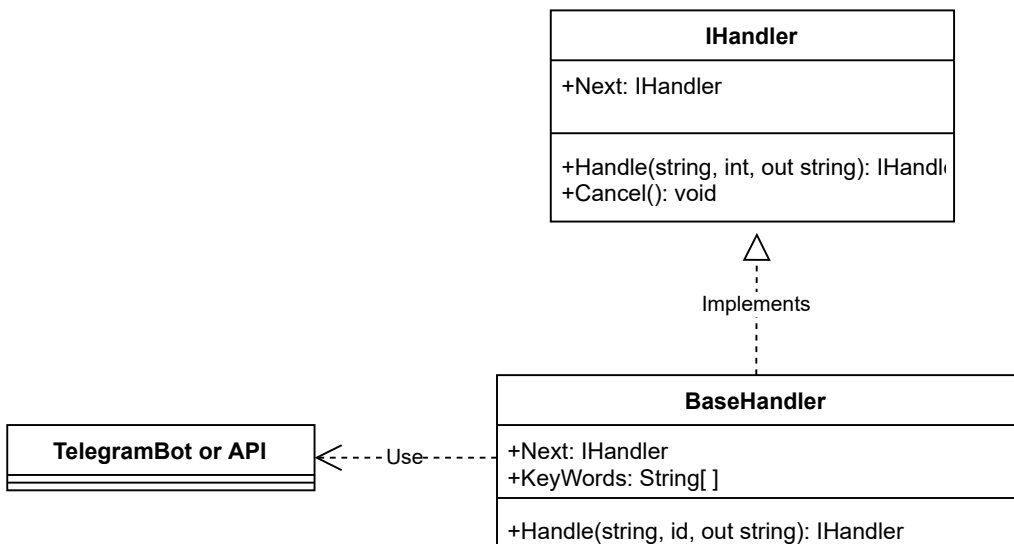 IHandler
+Next: IHandler
+Handle(string, int, out string): IHandl
+Cancel(): void
Implements
BaseHandler
TelegramBot or API
Use
+Next: IHandler
+KeyWords: String[ ]
+Handle(string, id, out string): IHandler